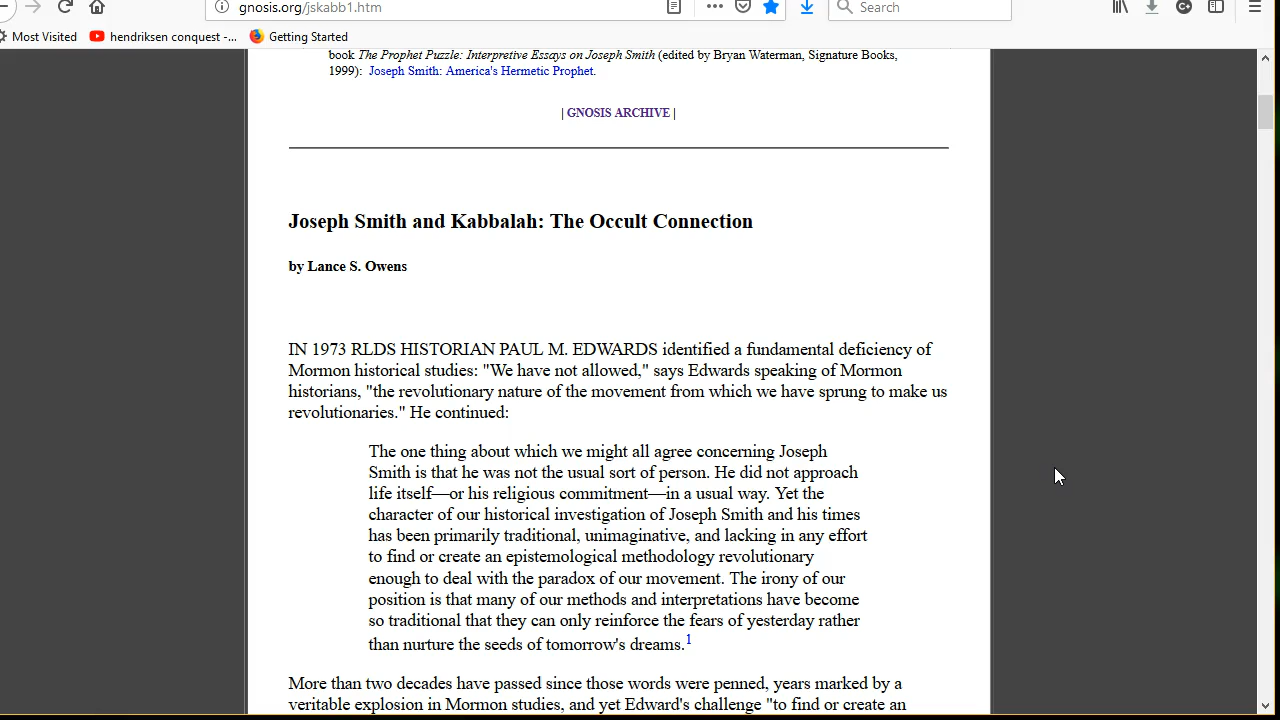 gnosis.org/jskabb1.htm
Search
Most Visited
hendriksen conquest -...
Getting Started
book The Prophet Puzzle: Interpretive Essays on Joseph Smith (edited by Bryan Waterman, Signature Books,
1999): Joseph Smith: America's Hermetic Prophet.
| GNOSIS ARCHIVE |
Joseph Smith and Kabbalah: The Occult Connection
by Lance S. Owens
IN 1973 RLDS HISTORIAN PAUL M. EDWARDS identified a fundamental deficiency of
Mormon historical studies: "We have not allowed," says Edwards speaking of Mormon
historians, "the revolutionary nature of the movement from which we have sprung to make us
revolutionaries." He continued:
The one thing about which we might all agree concerning Joseph
Smith is that he was not the usual sort of person. He did not approach
life itself—or his religious commitment—in a usual way. Yet the
character of our historical investigation of Joseph Smith and his times
has been primarily traditional, unimaginative, and lacking in any effort
to find or create an epistemological methodology revolutionary
enough to deal with the paradox of our movement. The irony of our
position is that many of our methods and interpretations have become
so traditional that they can only reinforce the fears of yesterday rather
than nurture the seeds of tomorrow's dreams.1
More than two decades have passed since those words were penned, years marked by a
veritable explosion in Mormon studies, and yet Edward's challenge "to find or create an